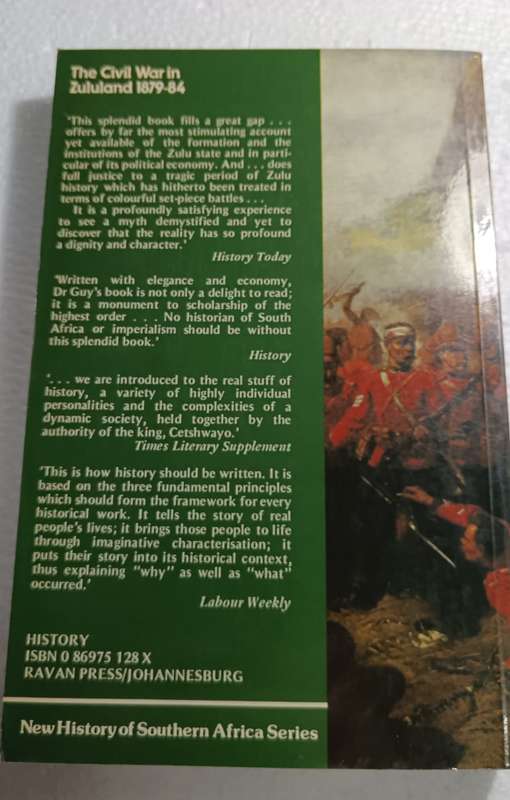 The Civil War in
Zululand 1879-84
'This splendid book fills a great gap . . .
offers by far the most stimulating account
yet available of the formation and the
institutions of the Zulu state and in parti-
cular of its political economy. And . . . does
full justice to a tragic period of Zulu
history which has hitherto been treated in
terms of colourful set-piece battles . . .
It is a profoundly satisfying experience
to see a myth demystified and yet to
discover that the reality has so profound
a dignity and character.'
History Today
'Written with elegance and economy,
Dr Guy's book is not only a delight to read;
it is a monument to scholarship of the
highest order . . . No historian of South
Africa or imperialism should be without
this splendid book.'
History
'. . . we are introduced to the real stuff of
history, a variety of highly individual
personalities and the complexities of a
dynamic society, held together by the
authority of the king, Cetshwayo.'
Times Literary Supplement
'This is how history should be written. It is
based on the three fundamental principles
which should form the framework for every
historical work. It tells the story of real
people's lives; it brings those people to life
through imaginative characterisation; it
puts their story into its historical context,
thus explaining "why" as well as "what"
occurred.'
Labour Weekly
HISTORY
ISBN 0 86975 128 X
RAVAN PRESS/JOHANNESBURG
New History of Southern Africa Series